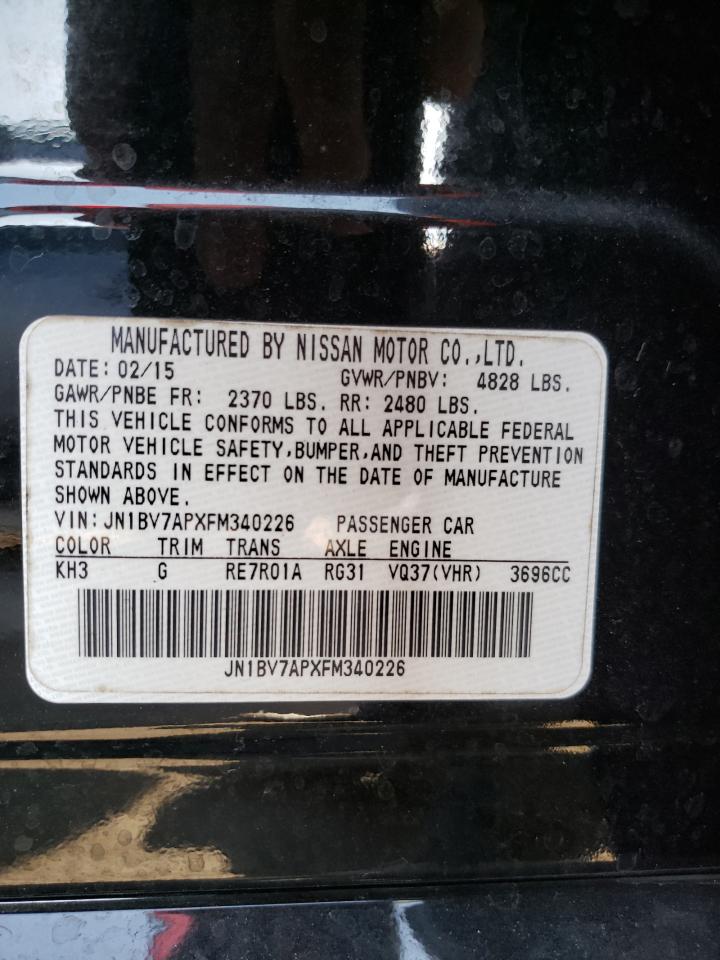 MANUFACTURED BY NISSAN MOTOR CO.,LTD.
DATE: 02/15 GVWR/PNBV: 4828 LBS.
GAWR/PNBE FR: 2370 LBS. RR: 2480 LBS.
THIS VEHICLE CONFORMS TO ALL APPLICABLE FEDERAL
MOTOR VEHICLE SAFETY,BUMPER,AND THEFT PREVENTION
STANDARDS IN EFFECT ON THE DATE OF MANUFACTURE
SHOWN ABOVE.
VIN:JN1BV7APXFM340226 PASSENGER CAR
COLOR TRIM TRANS AXLE ENGINE
KH3 G RE7R01A RG31 VQ37(VHR) 3696CC
JN1BV7APXFM340226